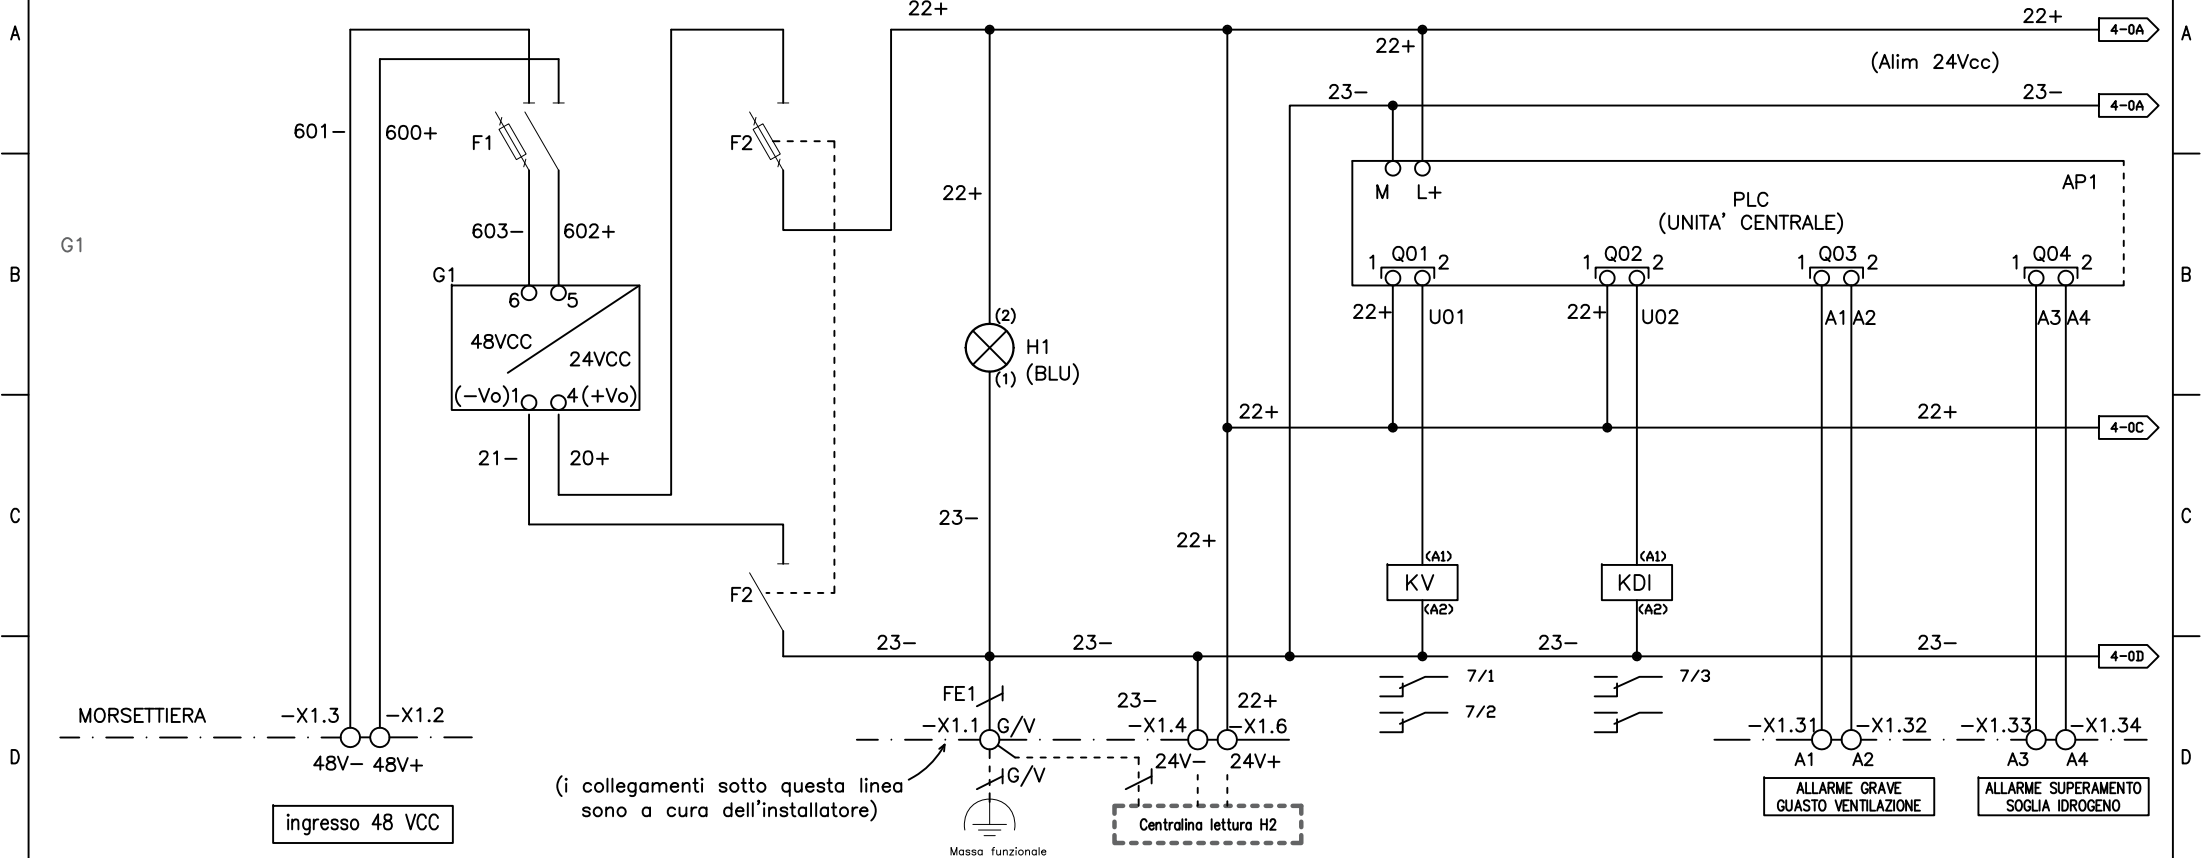 22+
A
22+
4-0A
A
22+
(Alim 24Vcc)
23-
23-
4-0A
601-
600+
F1
F2
M
L+
AP1
22+
PLC
(UNITA' CENTRALE)
603-
602+
G1
B
G1
1 Q01 2
1 Q02 2
1 Q03 2
1 Q04 2
B
6
5
22+
U01
22+
U02
A1
A2
A3
A4
(2)
48VCC
24VCC
H1
(BLU)
(1)
(-Vo)
1
4
(+Vo)
22+
22+
4-0C
21-
20+
C
23-
C
22+
(A1)
KV
(A2)
(A1)
KDI
(A2)
F2
23-
23-
23-
23-
4-0D
7/1
7/3
FE1
23-
22+
7/2
MORSETTIERA
-X1.3
-X1.2
-X1.1
G/V
-X1.4
-X1.6
-X1.31
-X1.32
-X1.33
-X1.34
D
48V-
48V+
24V-
24V+
A1
A2
A3
A4
D
G/V
(i collegamenti sotto questa linea
sono a cura dell'installatore)
ALLARME GRAVE
GUASTO VENTILAZIONE
ALLARME SUPERAMENTO
SOGLIA IDROGENO
ingresso 48 VCC
Centralina lettura H2
Massa funzionale